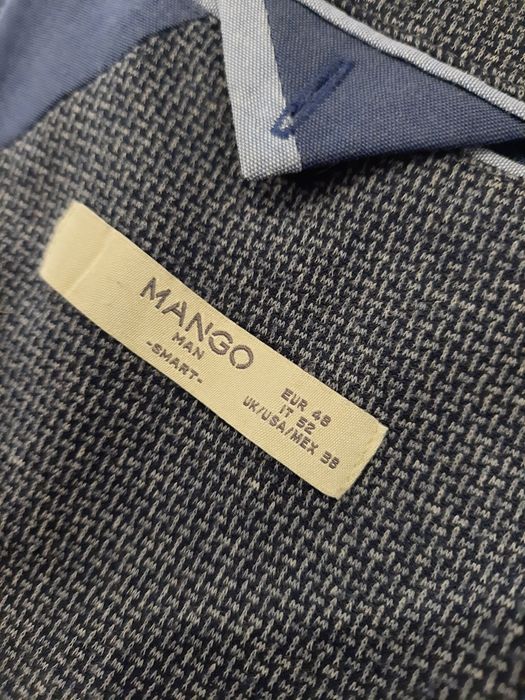 MANGO
MAN
-SMART-
EUR 48
IT 52
UK/USA/MEX 38